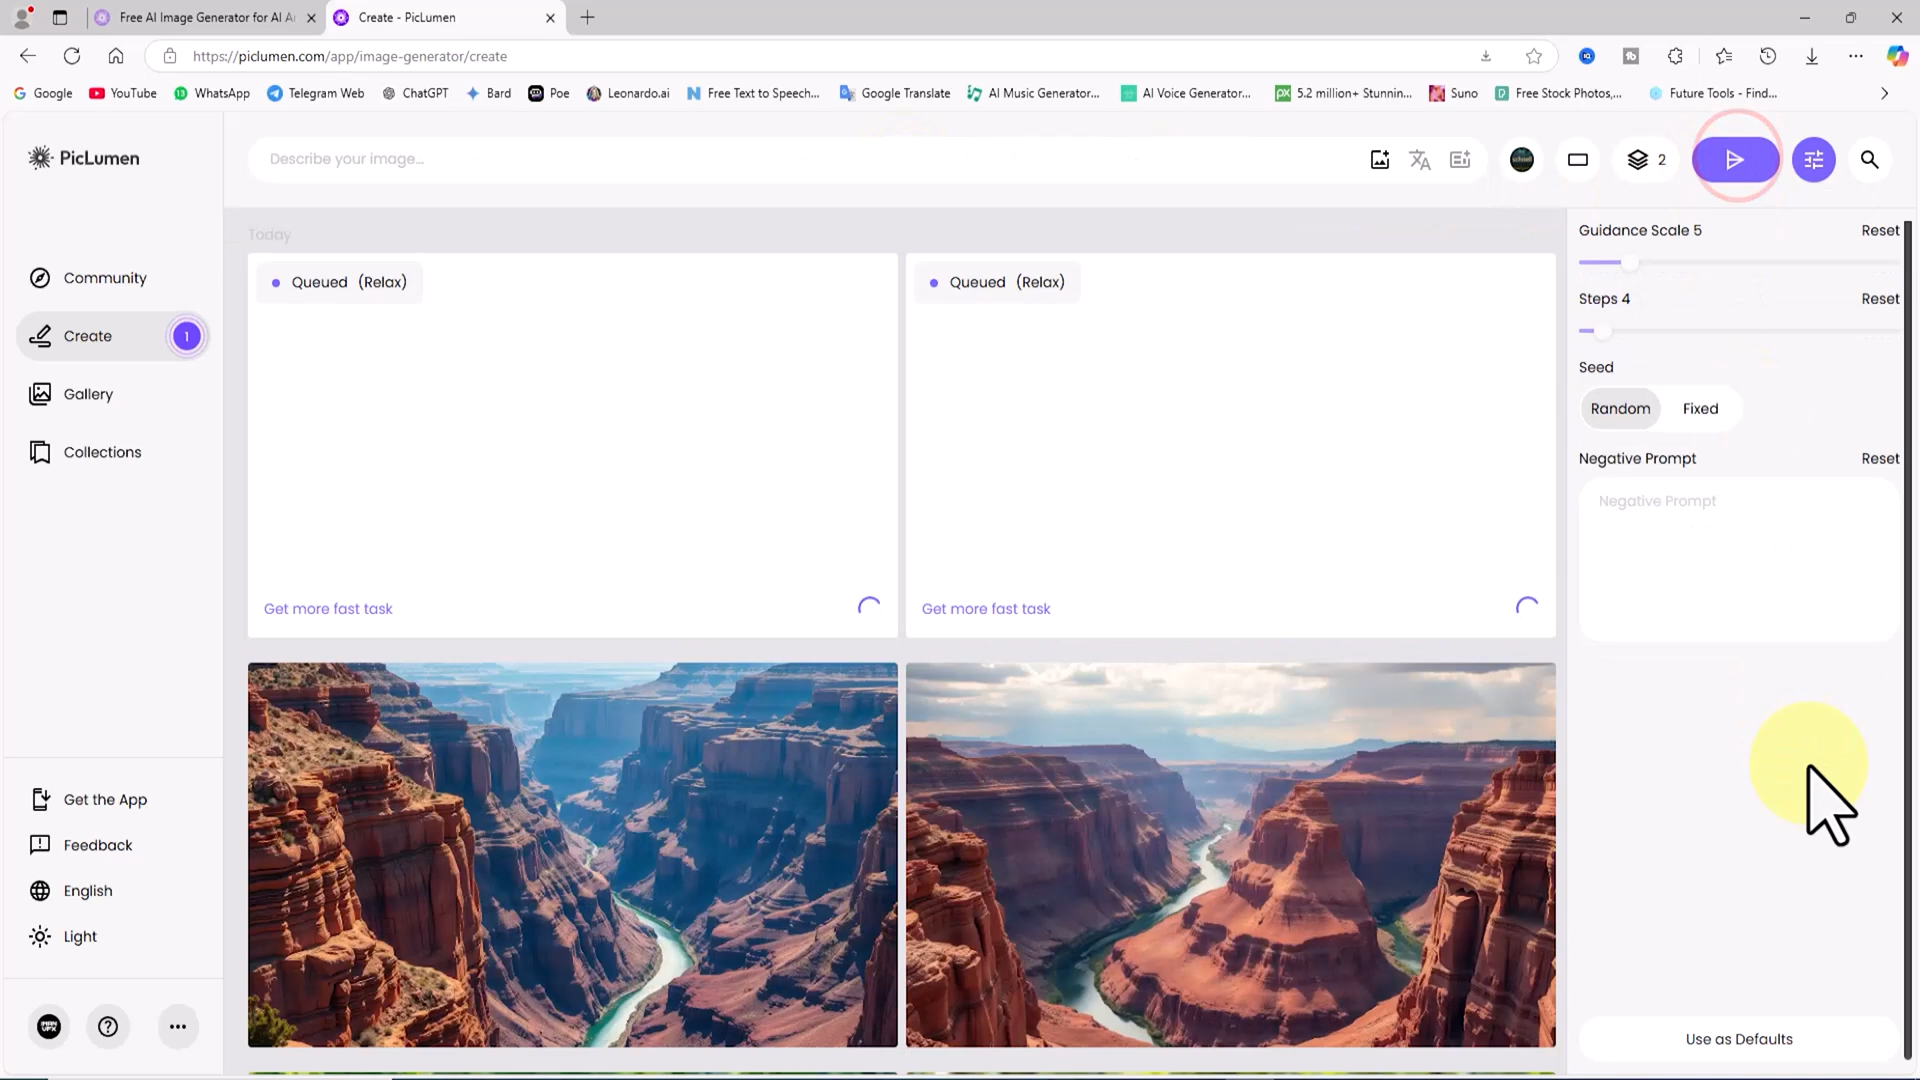 Free AI Image Generator for AI A
Create - PicLumen
https://piclumen.com/app/image-generator/create
Google
YouTube
WhatsApp
Telegram Web
ChatGPT
Bard
Poe
Leonardo.ai
Free Text to Speech...
Google Translate
AI Music Generator...
AI Voice Generator...
5.2 million+ Stunnin...
Suno
Free Stock Photos,...
Future Tools - Find...
PicLumen
Describe your image...
2
Today
Queued (Relax)
Queued (Relax)
Get more fast task
Get more fast task
Community
Create
1
Gallery
Collections
Get the App
Feedback
English
Light
Guidance Scale 5
Reset
Steps 4
Reset
Seed
Random
Fixed
Negative Prompt
Reset
Negative Prompt
Use as Defaults